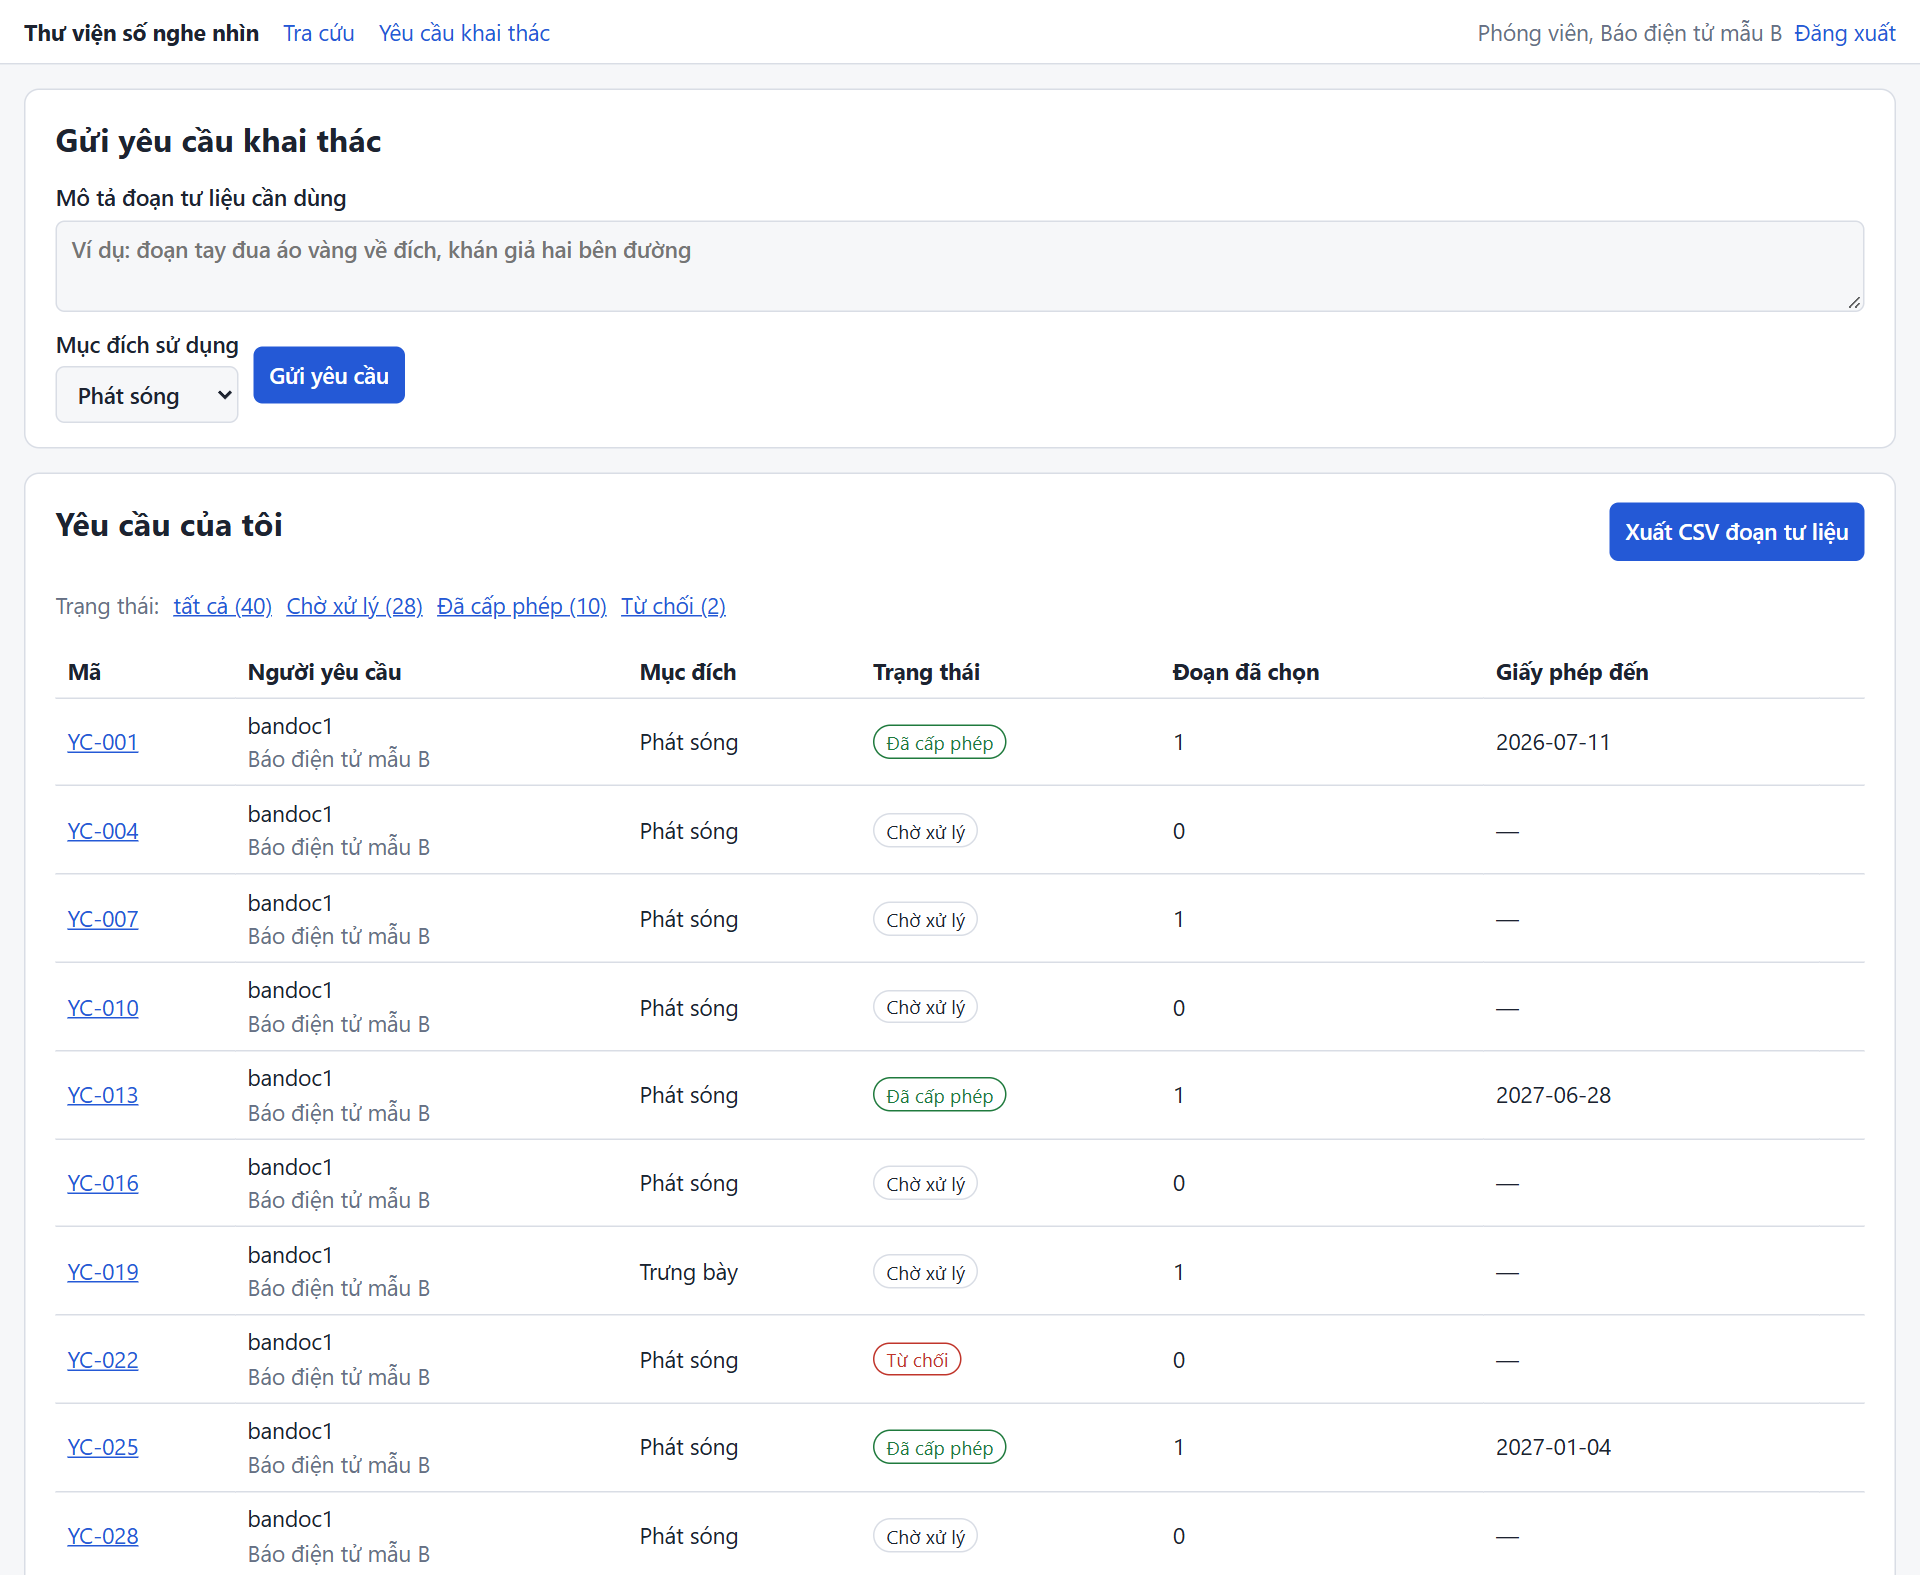 Thư viện số nghe nhìn Tra cứu Yêu cầu khai thác Phóng viên, Báo điện tử mẫu B Đăng xuất
Gửi yêu cầu khai thác
Mô tả đoạn tư liệu cần dùng
Ví dụ: đoạn tay đua áo vàng về đích, khán giả hai bên đường
Mục đích sử dụng
Phát sóng Gửi yêu cầu
Yêu cầu của tôi Xuất CSV đoạn tư liệu
Trạng thái: tất cả (40) Chờ xử lý (28) Đã cấp phép (10) Từ chối (2)
Mã Người yêu cầu Mục đích Trạng thái Đoạn đã chọn Giấy phép đến
YC-001 bandoc1 Báo điện tử mẫu B Phát sóng Đã cấp phép 1 2026-07-11
YC-004 bandoc1 Báo điện tử mẫu B Phát sóng Chờ xử lý 0 —
YC-007 bandoc1 Báo điện tử mẫu B Phát sóng Chờ xử lý 1 —
YC-010 bandoc1 Báo điện tử mẫu B Phát sóng Chờ xử lý 0 —
YC-013 bandoc1 Báo điện tử mẫu B Phát sóng Đã cấp phép 1 2027-06-28
YC-016 bandoc1 Báo điện tử mẫu B Phát sóng Chờ xử lý 0 —
YC-019 bandoc1 Báo điện tử mẫu B Trưng bày Chờ xử lý 1 —
YC-022 bandoc1 Báo điện tử mẫu B Phát sóng Từ chối 0 —
YC-025 bandoc1 Báo điện tử mẫu B Phát sóng Đã cấp phép 1 2027-01-04
YC-028 bandoc1 Báo điện tử mẫu B Phát sóng Chờ xử lý 0 —